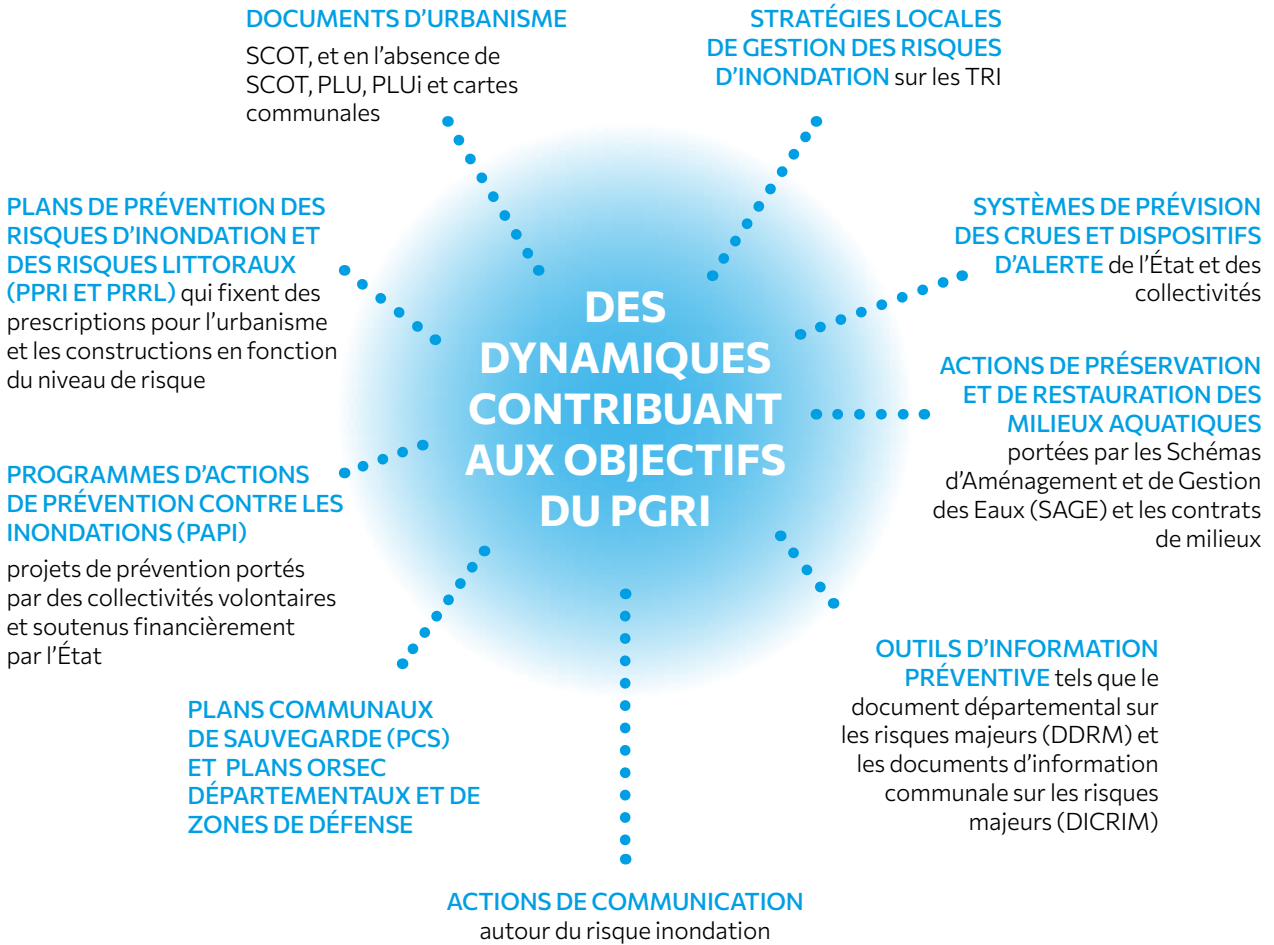 DOCUMENTS D’URBANISME
SCOT, et en l’absence de
SCOT, PLU, PLUi et cartes
communales
STRATÉGIES LOCALES
DE GESTION DES RISQUES
D’INONDATION sur les TRI
PLANS DE PRÉVENTION DES
RISQUES D’INONDATION ET
DES RISQUES LITTORAUX
(PPRI ET PRRL) qui fixent des
prescriptions pour l’urbanisme
et les constructions en fonction
du niveau de risque
SYSTÈMES DE PRÉVISION
DES CRUES ET DISPOSITIFS
D’ALERTE de l’État et des
collectivités
DES
DYNAMIQUES
CONTRIBUANT
AUX OBJECTIFS
DU PGRI
ACTIONS DE PRÉSERVATION
ET DE RESTAURATION DES
MILIEUX AQUATIQUES
portées par les Schémas
d’Aménagement et de Gestion
des Eaux (SAGE) et les contrats
de milieux
PROGRAMMES D’ACTIONS
DE PRÉVENTION CONTRE LES
INONDATIONS (PAPI)
projets de prévention portés
par des collectivités volontaires
et soutenus financièrement
par l’État
OUTILS D’INFORMATION
PRÉVENTIVE tels que le
document départemental sur
les risques majeurs (DDRM) et
les documents d’information
communale sur les risques
majeurs (DICRIM)
PLANS COMMUNAUX
DE SAUVEGARDE (PCS)
ET PLANS ORSEC
DÉPARTEMENTAUX ET DE
ZONES DE DÉFENSE
ACTIONS DE COMMUNICATION
autour du risque inondation